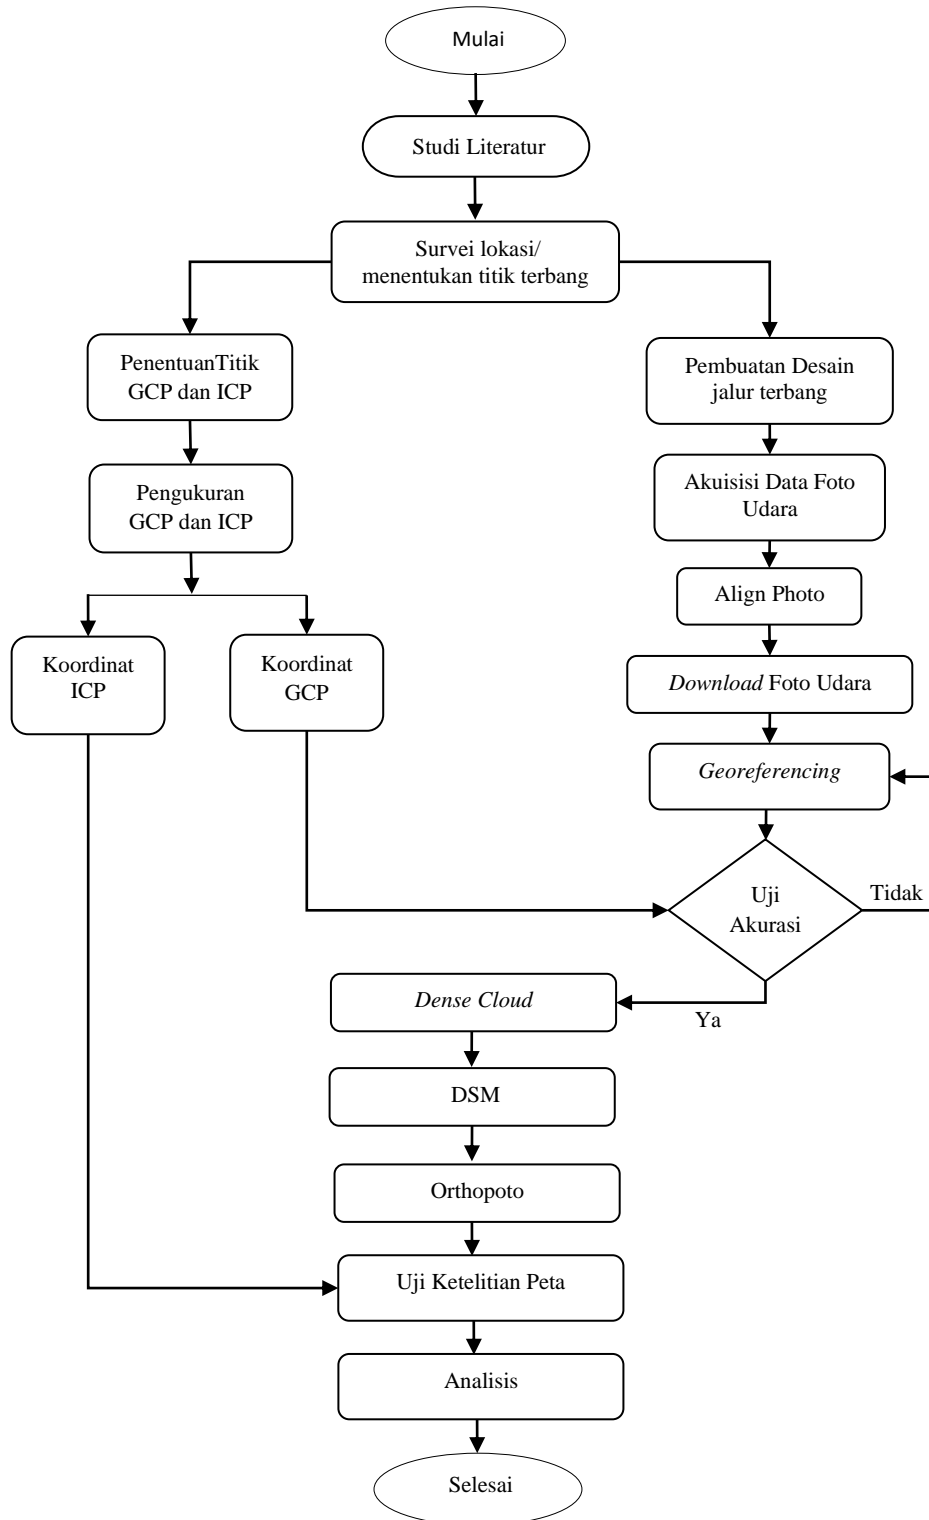 Mulai
Studi Literatur
Survei lokasi/
menentukan titik terbang
PenentuanTitik
GCP dan ICP
Pembuatan Desain
jalur terbang
Pengukuran
GCP dan ICP
Akuisisi Data Foto
Udara
Align Photo
Koordinat
ICP
Koordinat
GCP
Download Foto Udara
Georeferencing
Uji
Akurasi
Tidak
Ya
Dense Cloud
DSM
Orthopoto
Uji Ketelitian Peta
Analisis
Selesai